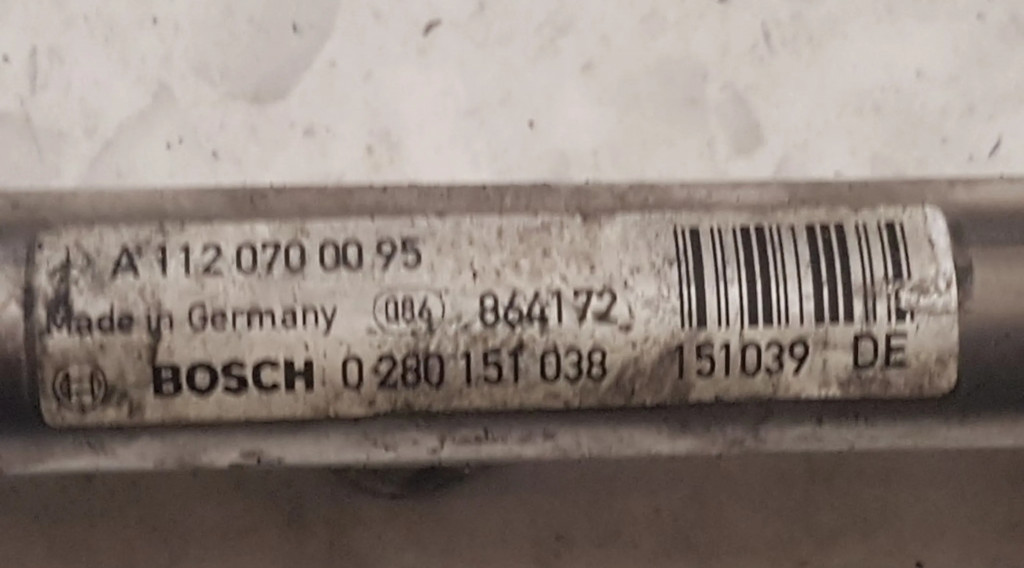 A 112 070 00 95
Made in Germany 084 864172
BOSCH 0 280 151 038 151039 DE